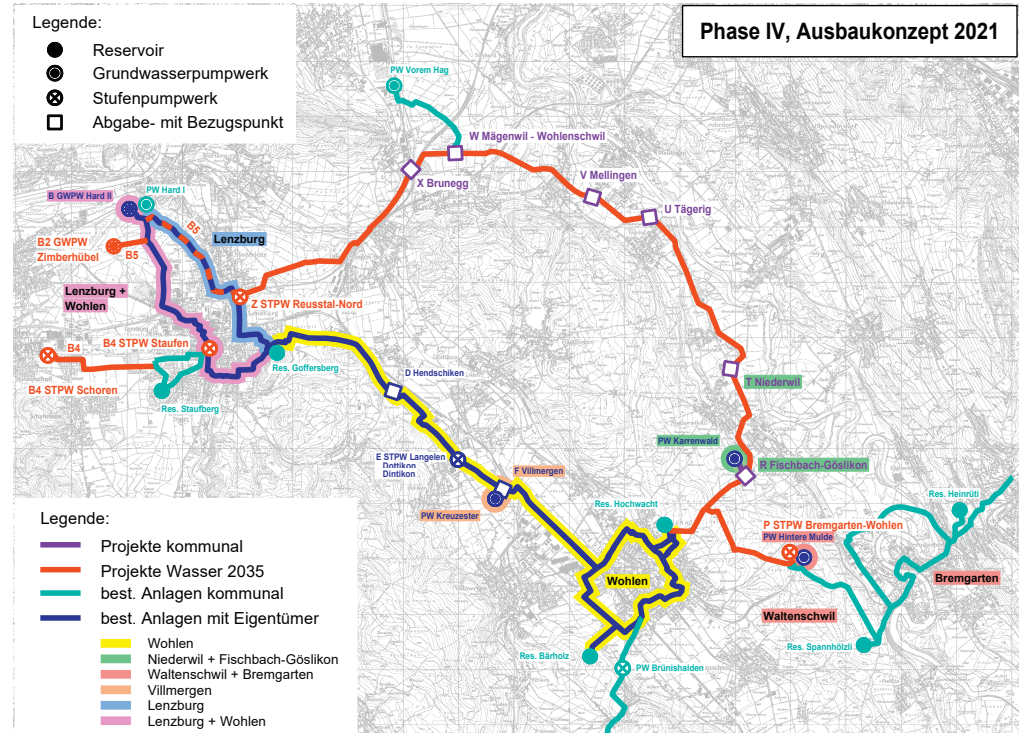 Legende:
Reservoir
Grundwasserpumpwerk
Stufenpumpwerk
Abgabe- mit Bezugspunkt
Phase IV, Ausbaukonzept 2021
PW Vorem Hag
W Mägenwil - Wohlenschwil
X Brunegg
V Mellingen
U Tägerig
B GWPW Hard II
PW Hard I
B5
Lenzburg
B2 GWPW
Zimberhübel
B5
Lenzburg +
Wohlen
Z STPW Reusstal-Nord
B4 STPW Staufen
B4
B4 STPW Schoren
Res. Staufberg
Res. Goffersberg
D Hendschiken
T Niederwil
E STPW Langelen
Dottikon
Dintikon
F Villmergen
PW Kreuzester
PW Karrenwald
R Fischbach-Göslikon
Res. Hochwacht
Res. Heinrüti
P STPW Bremgarten-Wohlen
PW Hintere Mulde
Bremgarten
Wohlen
Waltenschwil
Res. Spannhölzli
Res. Bärholz
PW Brünishalden
Legende:
Projekte kommunal
Projekte Wasser 2035
best. Anlagen kommunal
best. Anlagen mit Eigentümer
Wohlen
Niederwil + Fischbach-Göslikon
Waltenschwil + Bremgarten
Villmergen
Lenzburg
Lenzburg + Wohlen